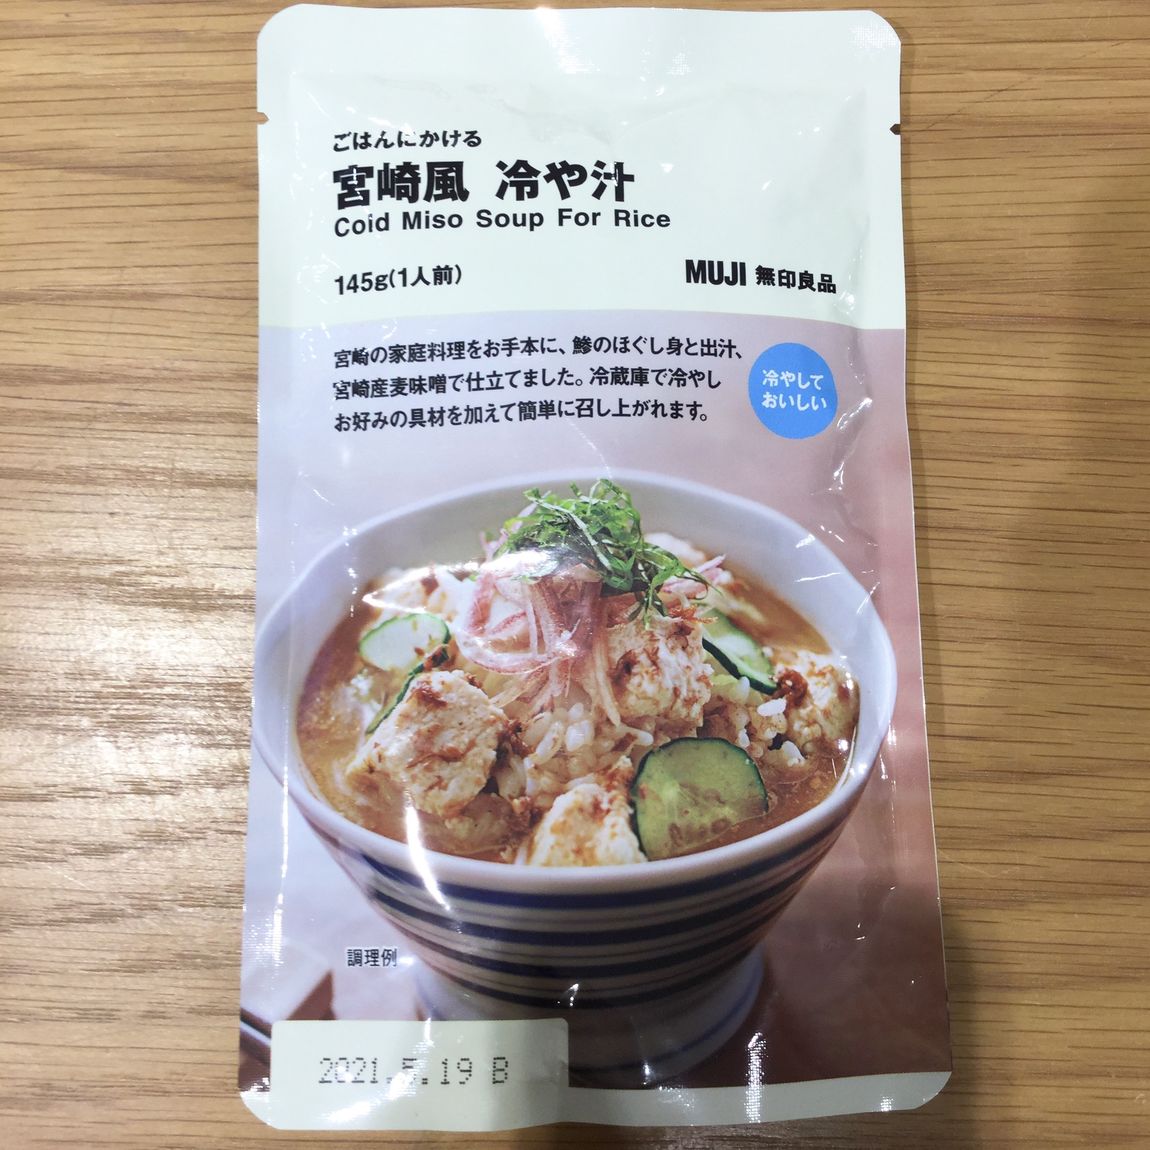 ごはんにかける
宮崎風 冷や汁
Cold Miso Soup For Rice
145g(1人前)
MUJI 無印良品
宮崎の家庭料理をお手本に、鯵のほぐし身と出汁、
宮崎産麦味噌で仕立てました。冷蔵庫で冷やし
お好みの具材を加えて簡単に召し上がれます。
冷やして
おいしい
調理例
2021.5.19 B